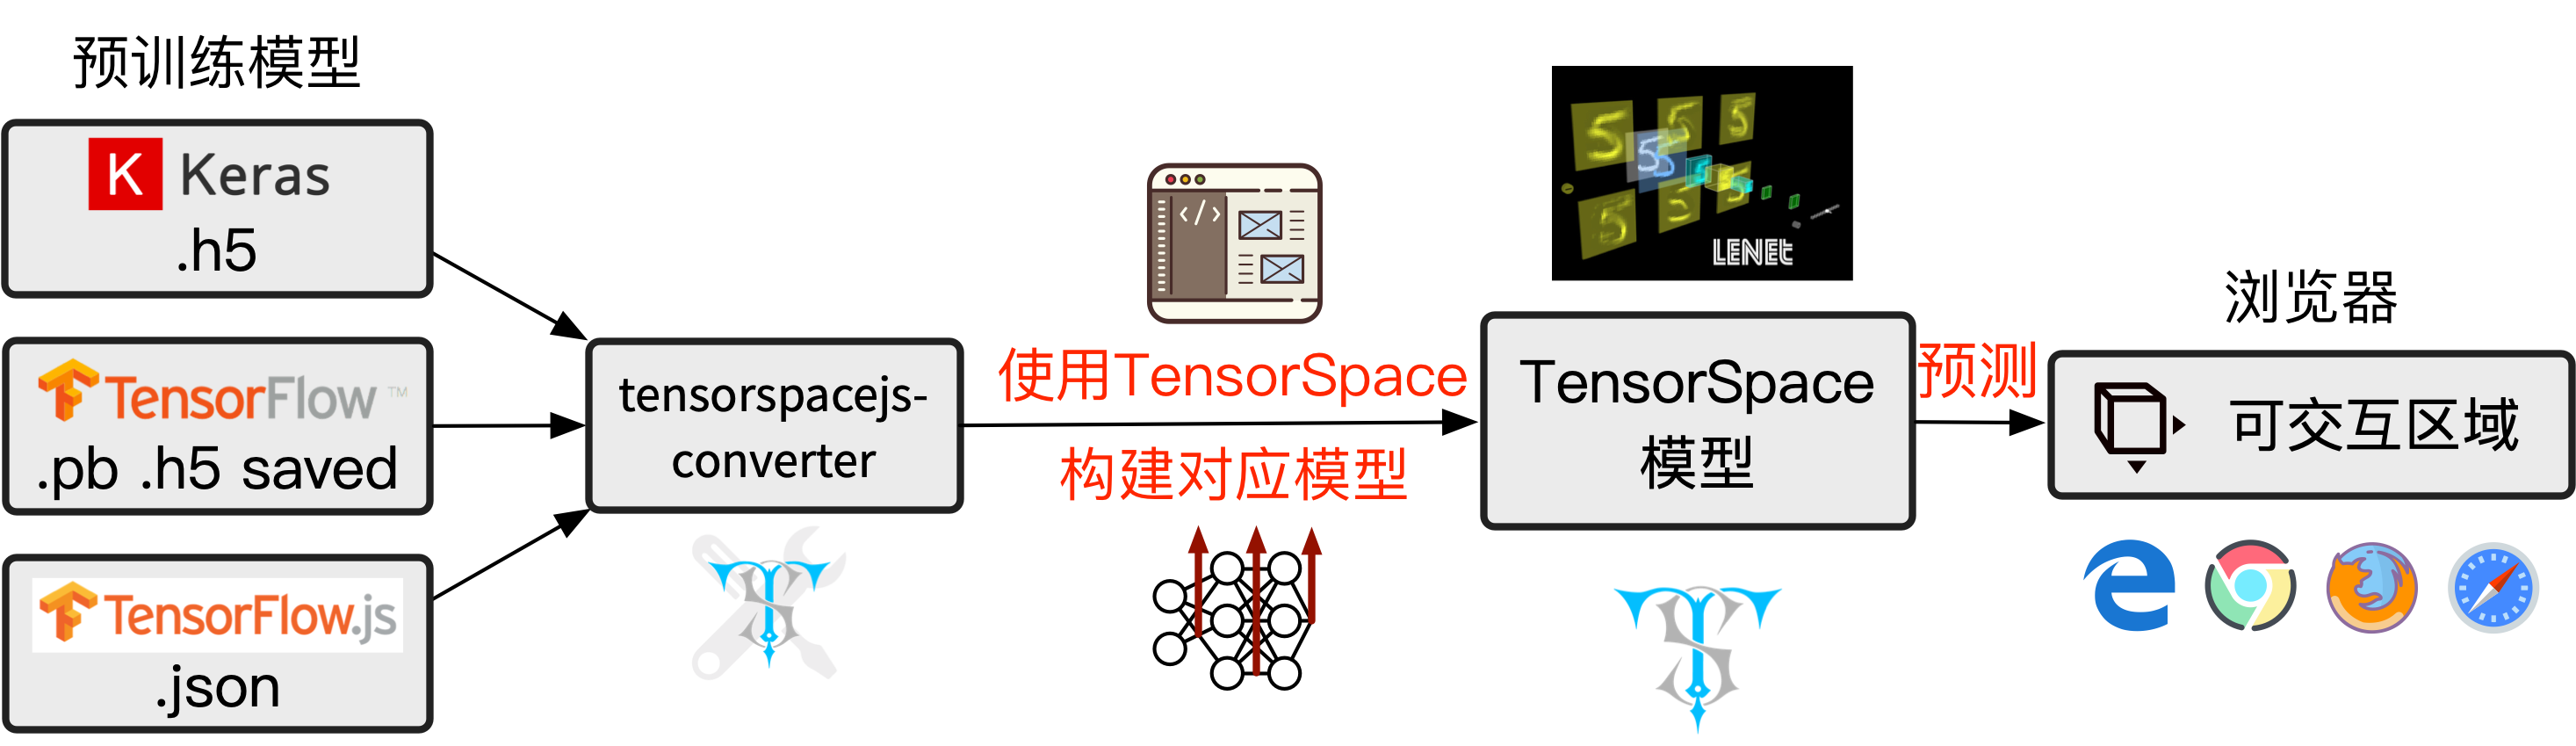 预训练模型
K Keras
.h5
TensorFlow ™
.pb .h5 saved
TensorFlow.js
.json
tensorspacejs-
converter
</>
使用TensorSpace
构建对应模型
5
LENEt
TensorSpace
模型
预测
浏览器
可交互区域